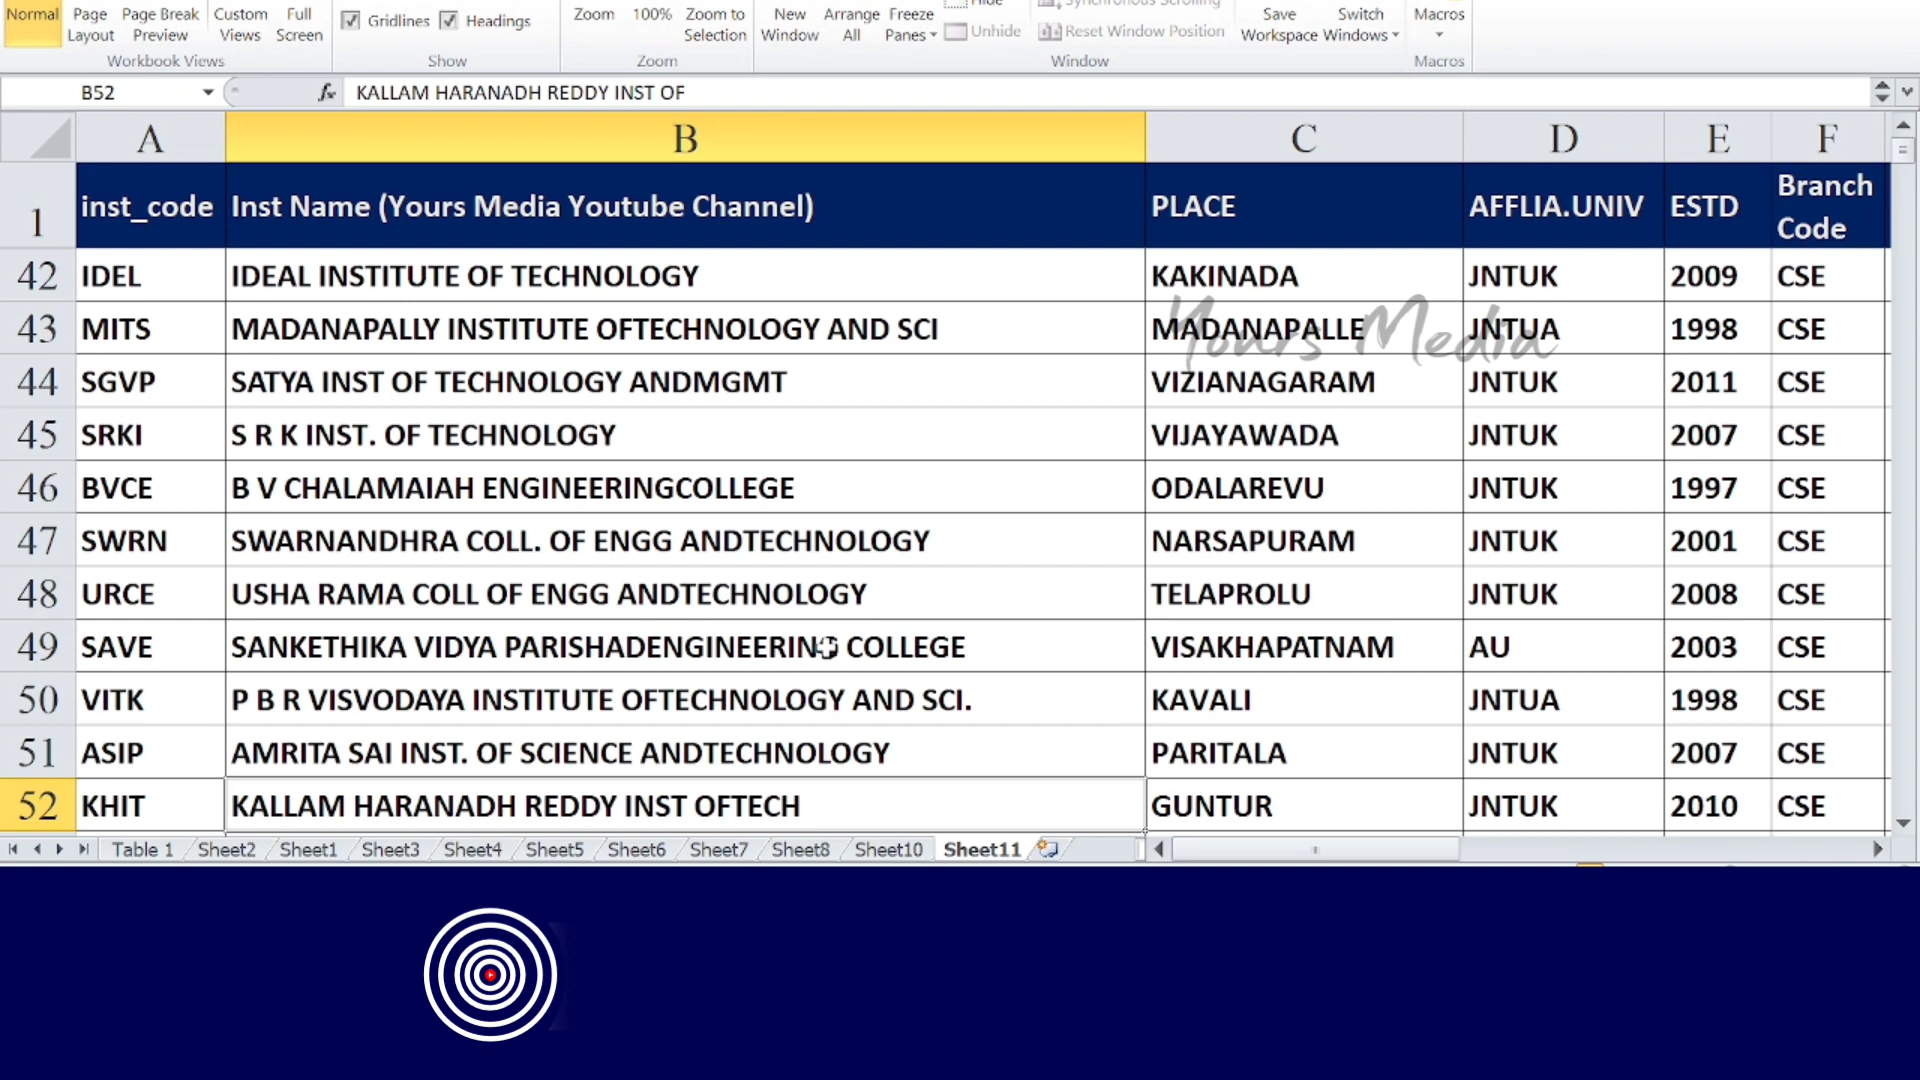 Hide Synchronous Scrolling
Normal Page Layout Page Break Preview Custom Views Full Screen Gridlines Headings Zoom 100% Zoom to Selection New Window Arrange All Freeze Panes Unhide Reset Window Position Save Workspace Switch Windows Macros
Workbook Views Show Zoom Window Macros
B52 fx KALLAM HARANADH REDDY INST OF
A B C D E F
1 inst_code Inst Name (Yours Media Youtube Channel) PLACE AFFLIA.UNIV ESTD Branch Code
42 IDEL IDEAL INSTITUTE OF TECHNOLOGY KAKINADA JNTUK 2009 CSE
43 MITS MADANAPALLY INSTITUTE OFTECHNOLOGY AND SCI MADANAPALLE JNTUA 1998 CSE
Yours Media
44 SGVP SATYA INST OF TECHNOLOGY ANDMGMT VIZIANAGARAM JNTUK 2011 CSE
45 SRKI S R K INST. OF TECHNOLOGY VIJAYAWADA JNTUK 2007 CSE
46 BVCE B V CHALAMAIAH ENGINEERINGCOLLEGE ODALAREVU JNTUK 1997 CSE
47 SWRN SWARNANDHRA COLL. OF ENGG ANDTECHNOLOGY NARSAPURAM JNTUK 2001 CSE
48 URCE USHA RAMA COLL OF ENGG ANDTECHNOLOGY TELAPROLU JNTUK 2008 CSE
49 SAVE SANKETHIKA VIDYA PARISHADENGINEERING COLLEGE VISAKHAPATNAM AU 2003 CSE
50 VITK P B R VISVODAYA INSTITUTE OFTECHNOLOGY AND SCI. KAVALI JNTUA 1998 CSE
51 ASIP AMRITA SAI INST. OF SCIENCE ANDTECHNOLOGY PARITALA JNTUK 2007 CSE
52 KHIT KALLAM HARANADH REDDY INST OFTECH GUNTUR JNTUK 2010 CSE
Table 1 Sheet2 Sheet1 Sheet3 Sheet4 Sheet5 Sheet6 Sheet7 Sheet8 Sheet10 Sheet11